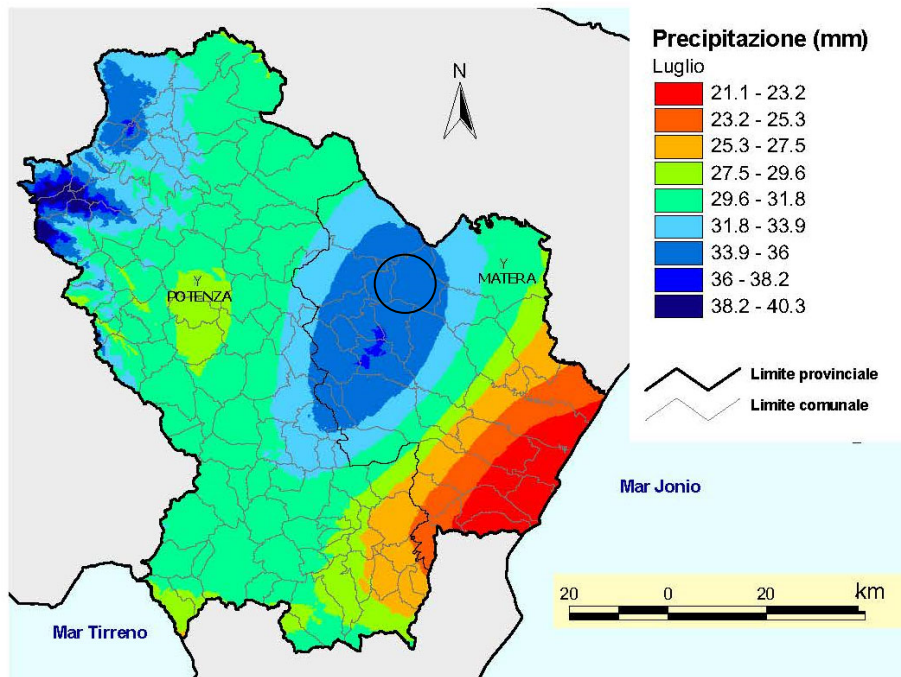 Precipitazione (mm)
Luglio
21.1 - 23.2
23.2 - 25.3
25.3 - 27.5
27.5 - 29.6
29.6 - 31.8
31.8 - 33.9
33.9 - 36
36 - 38.2
38.2 - 40.3
N
Y
POTENZA
Y
MATERA
Limite provinciale
Limite comunale
Mar Jonio
Mar Tirreno
20 0 20 km